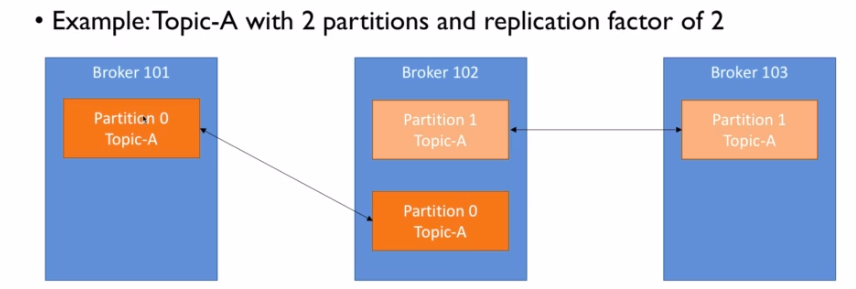 • Example: Topic-A with 2 partitions and replication factor of 2
Broker 101
Partition 0
Topic-A
Broker 102
Partition 1
Topic-A
Partition 0
Topic-A
Broker 103
Partition 1
Topic-A